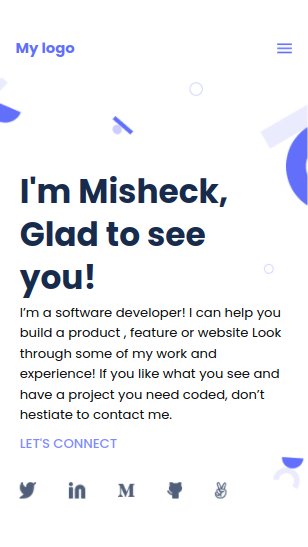 My logo
I'm Misheck,
Glad to see
you!
I’m a software developer! I can help you
build a product , feature or website Look
through some of my work and
experience! If you like what you see and
have a project you need coded, don’t
hestiate to contact me.
LET'S CONNECT